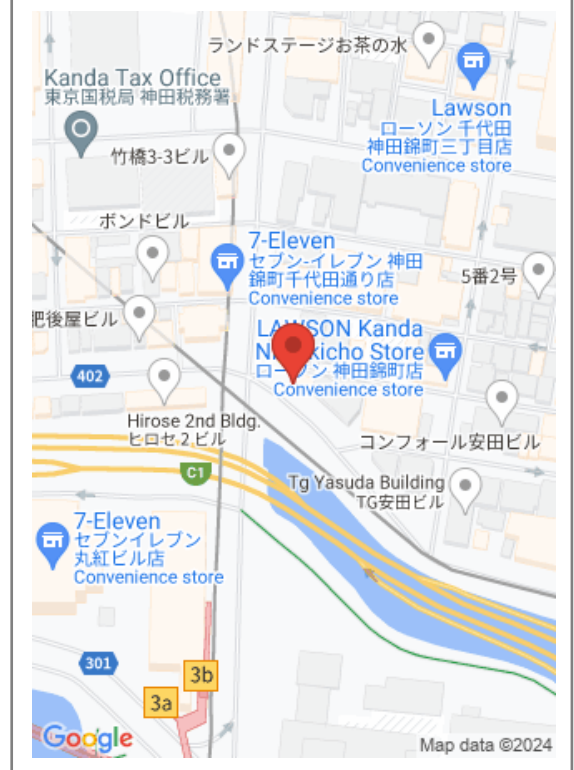 ランドステージお茶の水
Kanda Tax Office
東京国税局 神田税務署
Lawson
ローソン 千代田
神田錦町三丁目店
Convenience store
竹橋3-3ビル
ボンドビル
7-Eleven
セブン-イレブン 神田
錦町千代田通り店
Convenience store
5番2号
肥後屋ビル
LAWSON Kanda
Store
神田錦町店
Convenience store
402
Hirose 2nd Bldg.
ヒロセ2ビル
コンフォール安田ビル
C1
Tg Yasuda Building
TG安田ビル
7-Eleven
セブンイレブン
丸紅ビル店
Convenience store
301
3b
3a
Google
Map data ©2024